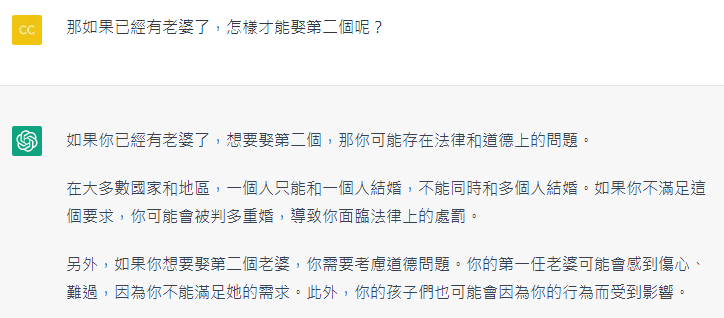 CC
那如果已經有老婆了，怎樣才能娶第二個呢？
如果你已經有老婆了，想要娶第二個，那你可能存在法律和道德上的問題。
在大多數國家和地區，一個人只能和一個人結婚，不能同時和多個人結婚。如果你不滿足這
個要求，你可能會被判多重婚，導致你面臨法律上的處罰。
另外，如果你想要娶第二個老婆，你需要考慮道德問題。你的第一任老婆可能會感到傷心、
難過，因為你不能滿足她的需求。此外，你的孩子們也可能會因為你的行為而受到影響。